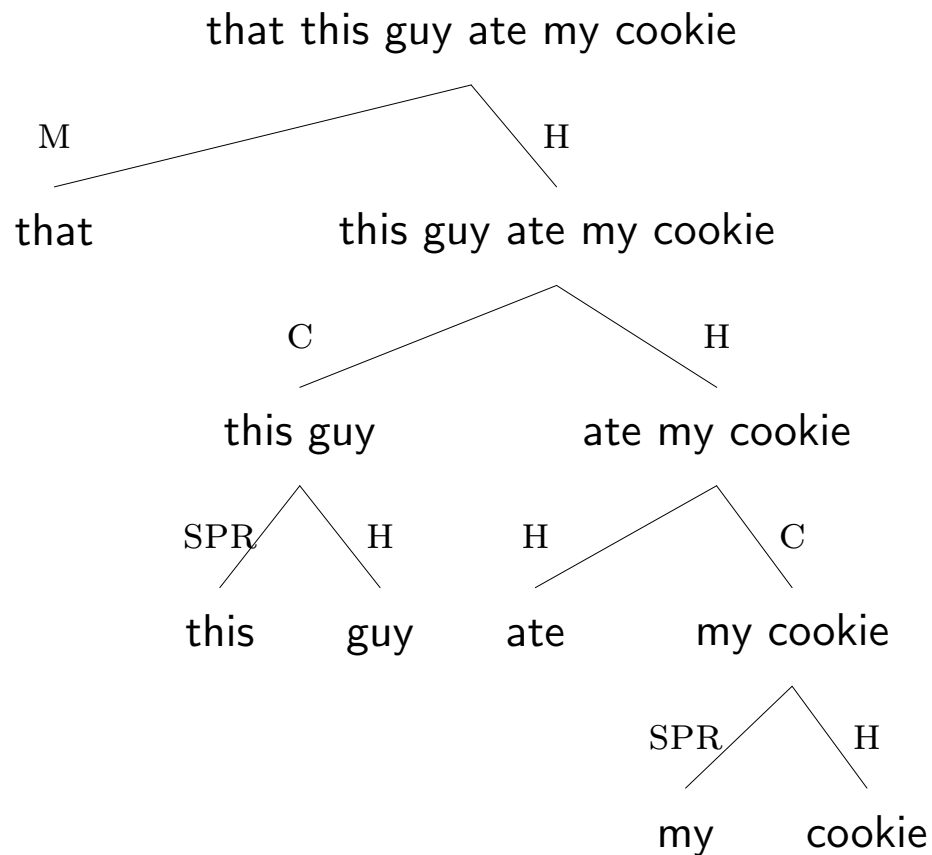 that this guy ate my cookie
M H
that this guy ate my cookie
C H
this guy ate my cookie
SPR H H C
this guy ate my cookie
SPR H
my cookie